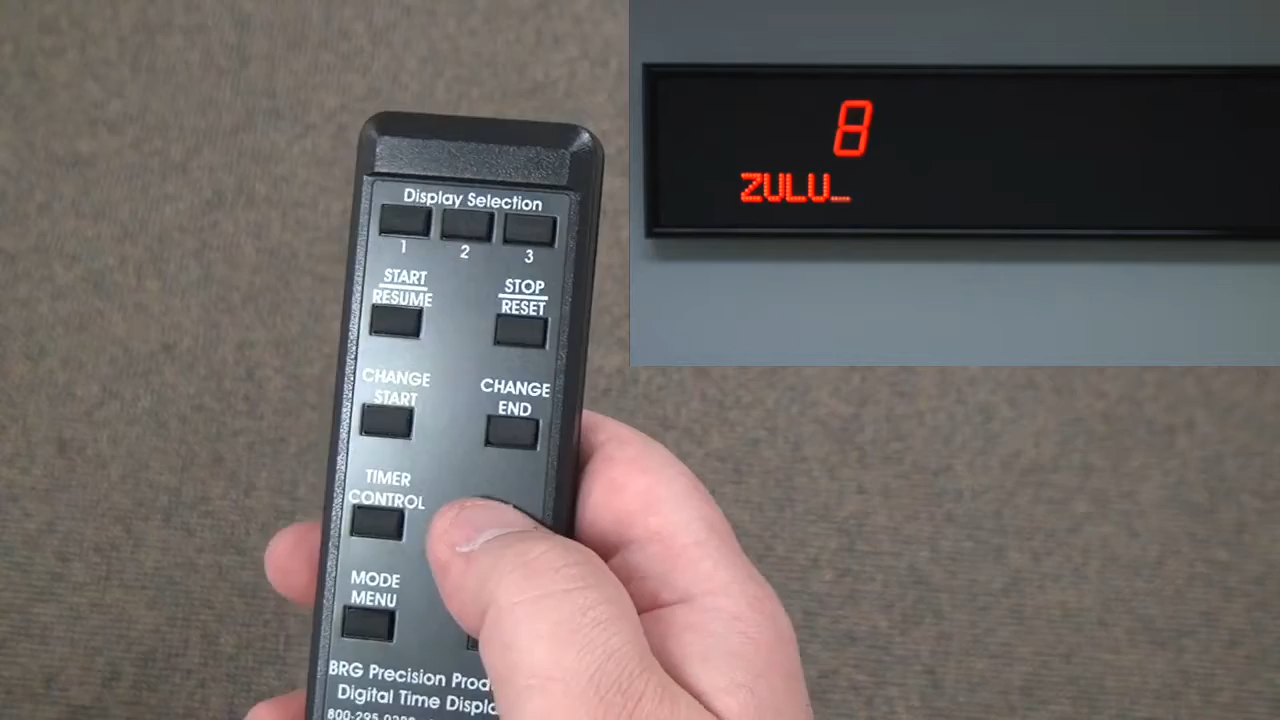 Display Selection
1 2 3
START
RESUME
STOP
RESET
CHANGE
START
CHANGE
END
TIMER
CONTROL
MODE
MENU
BRG Precision
Digital Time
8
ZULU_